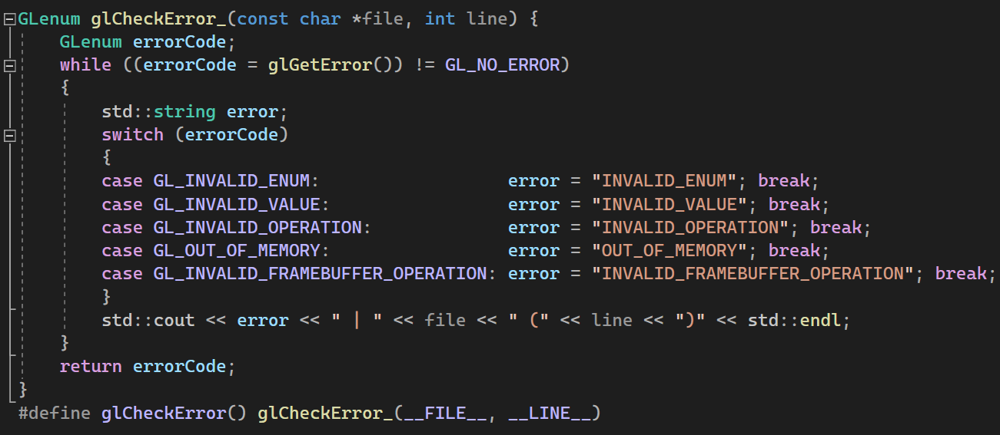 GLenum glCheckError_(const char *file, int line) {
    GLenum errorCode;
    while ((errorCode = glGetError()) != GL_NO_ERROR)
    {
        std::string error;
        switch (errorCode)
        {
        case GL_INVALID_ENUM:                  error = "INVALID_ENUM"; break;
        case GL_INVALID_VALUE:                 error = "INVALID_VALUE"; break;
        case GL_INVALID_OPERATION:             error = "INVALID_OPERATION"; break;
        case GL_OUT_OF_MEMORY:                 error = "OUT_OF_MEMORY"; break;
        case GL_INVALID_FRAMEBUFFER_OPERATION: error = "INVALID_FRAMEBUFFER_OPERATION"; break;
        }
        std::cout << error << " | " << file << " (" << line << ")" << std::endl;
    }
    return errorCode;
}
#define glCheckError() glCheckError_(__FILE__, __LINE__)